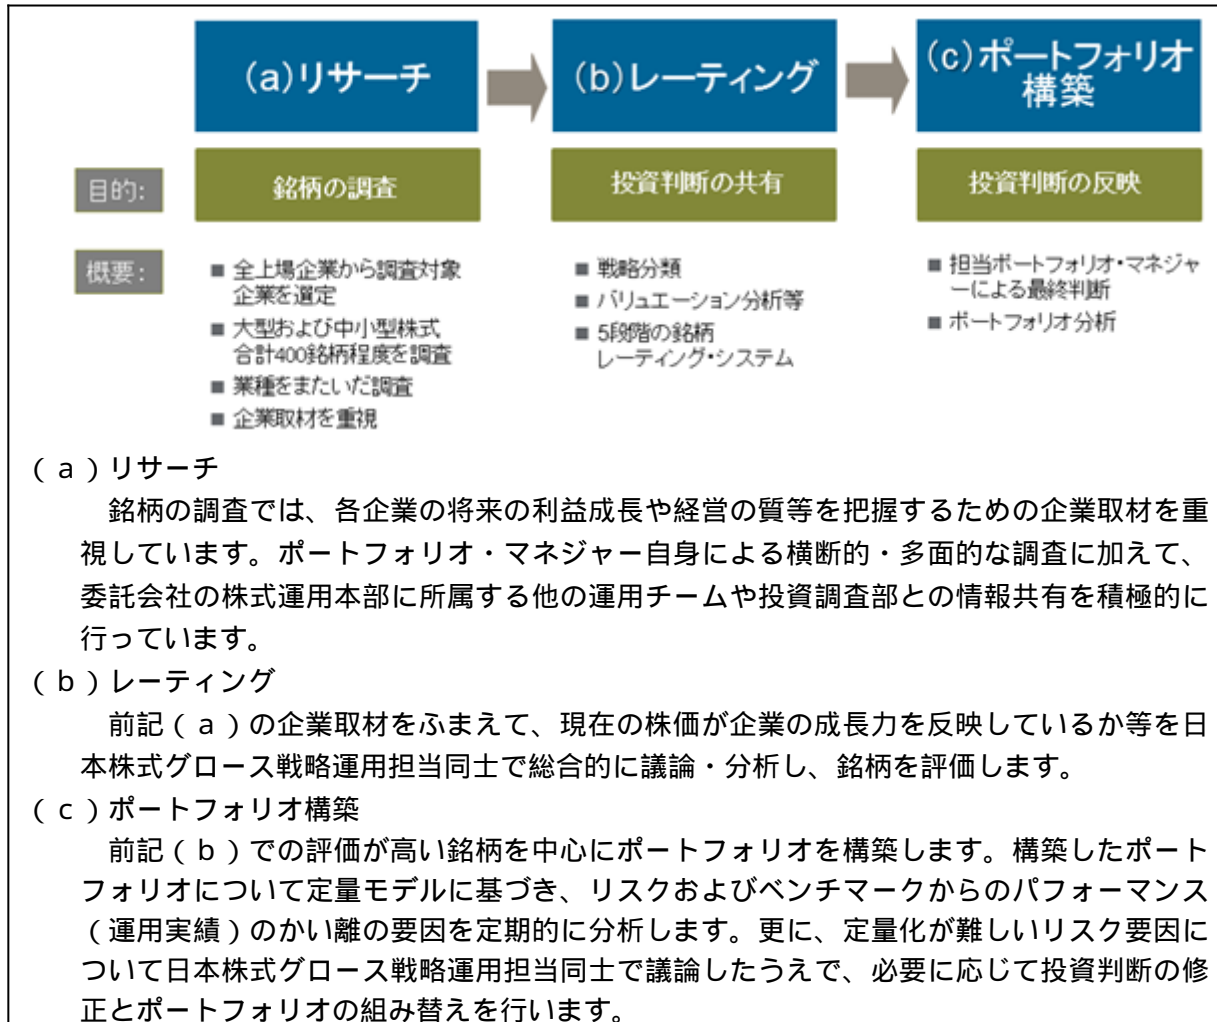 (a)リサーチ
(b)レーティング
(c)ポートフォリオ
構築
目的:
銘柄の調査
投資判断の共有
投資判断の反映
概要:
■ 全上場企業から調査対象
企業を選定
■ 大型および中小型株式
合計400銘柄程度を調査
■ 業種をまたいだ調査
■ 企業取材を重視
■ 戦略分類
■ バリュエーション分析等
■ 5段階の銘柄
レーティング・システム
■ 担当ポートフォリオ・マネジャ
ーによる最終判断
■ ポートフォリオ分析
(a)リサーチ
銘柄の調査では、各企業の将来の利益成長や経営の質等を把握するための企業取材を重
視しています。ポートフォリオ・マネジャー自身による横断的・多面的な調査に加えて、
委託会社の株式運用本部に所属する他の運用チームや投資調査部との情報共有を積極的に
行っています。
(b)レーティング
前記(a)の企業取材をふまえて、現在の株価が企業の成長力を反映しているか等を日
本株式グロース戦略運用担当同士で総合的に議論・分析し、銘柄を評価します。
(c)ポートフォリオ構築
前記(b)での評価が高い銘柄を中心にポートフォリオを構築します。構築したポート
フォリオについて定量モデルに基づき、リスクおよびベンチマークからのパフォーマンス
(運用実績)のかい離の要因を定期的に分析します。更に、定量化が難しいリスク要因に
ついて日本株式グロース戦略運用担当同士で議論したうえで、必要に応じて投資判断の修
正とポートフォリオの組み替えを行います。